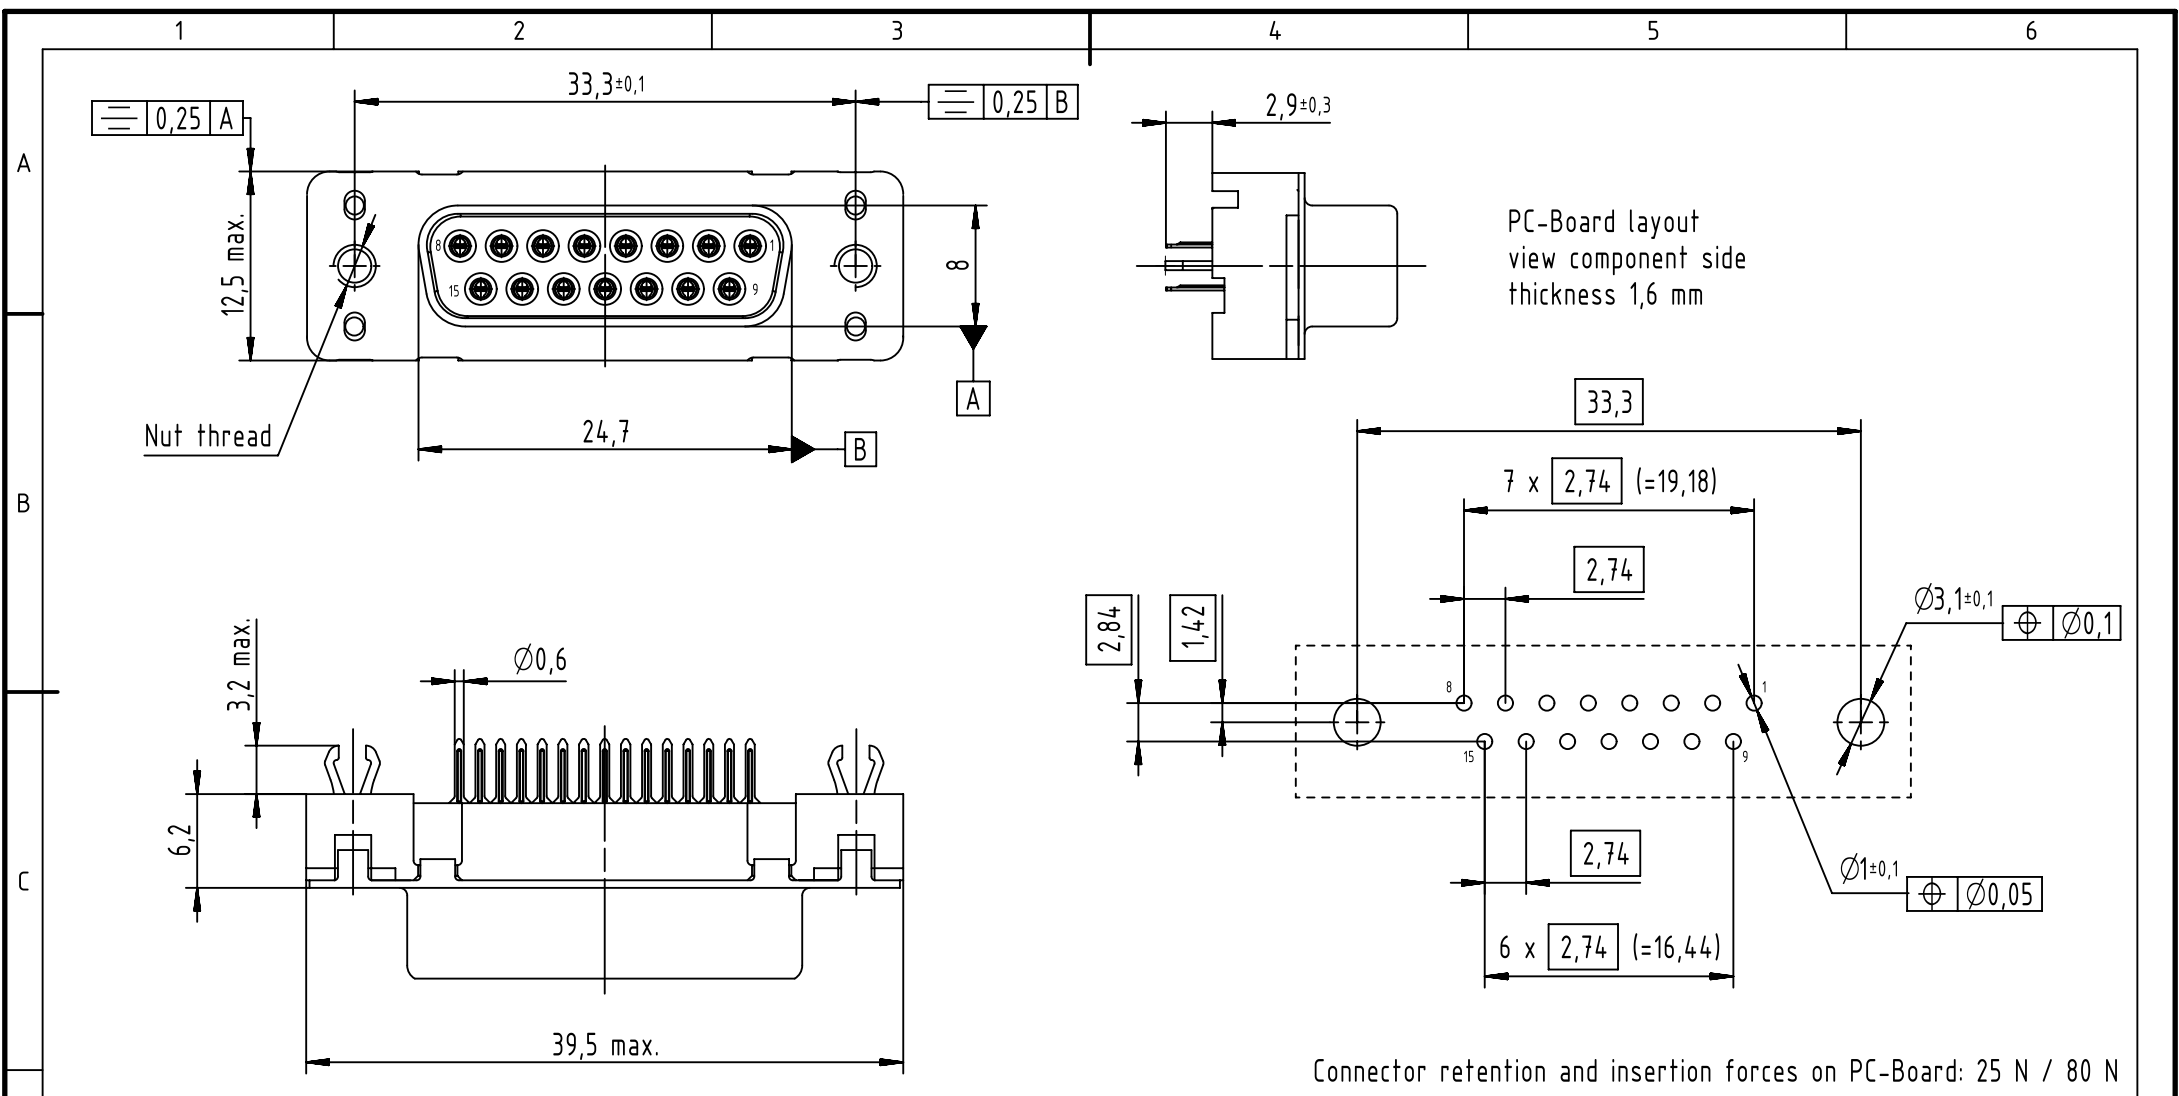 1 2 3 4 5 6
A
B
C
33,3±0,1
0,25 A
0,25 B
12,5 max.
8 1
15 9
8
A
24,7
B
Nut thread
2,9±0,3
PC-Board layout
view component side
thickness 1,6 mm
33,3
7 x 2,74 (=19,18)
2,74
2,84
1,42
Ø3,1±0,1
Ø0,1
8 1
15 9
2,74
Ø1±0,1
Ø0,05
6 x 2,74 (=16,44)
3,2 max.
Ø0,6
6,2
39,5 max.
Connector retention and insertion forces on PC-Board: 25 N / 80 N